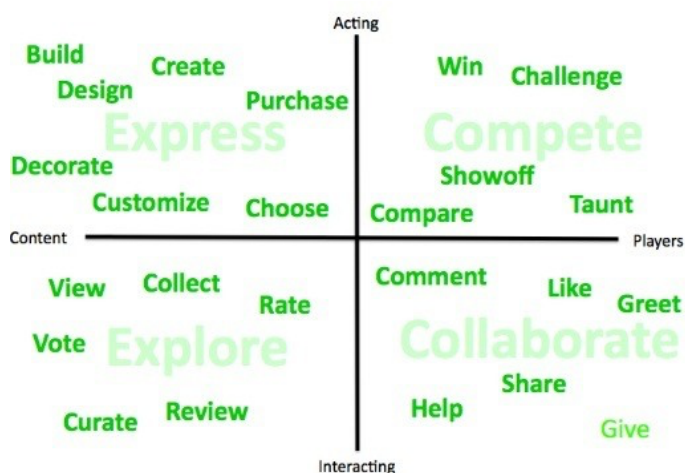 Acting
Build
Create
Win
Challenge
Design
Purchase
Express
Compete
Decorate
Showoff
Customize
Choose
Compare
Taunt
Content
Players
View
Collect
Rate
Comment
Like
Greet
Vote
Explore
Collaborate
Share
Curate
Review
Help
Give
Interacting